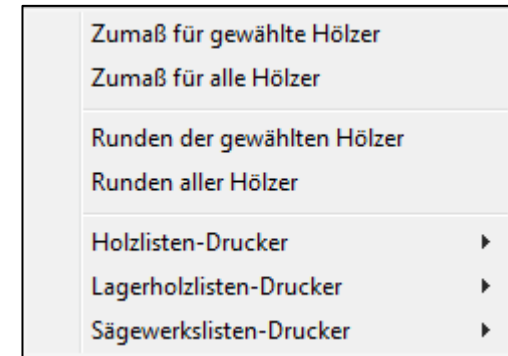 Zumaß für gewählte Hölzer
Zumaß für alle Hölzer
Runden der gewählten Hölzer
Runden aller Hölzer
Holzlisten-Drucker
Lagerholzlisten-Drucker
Sägewerkslisten-Drucker